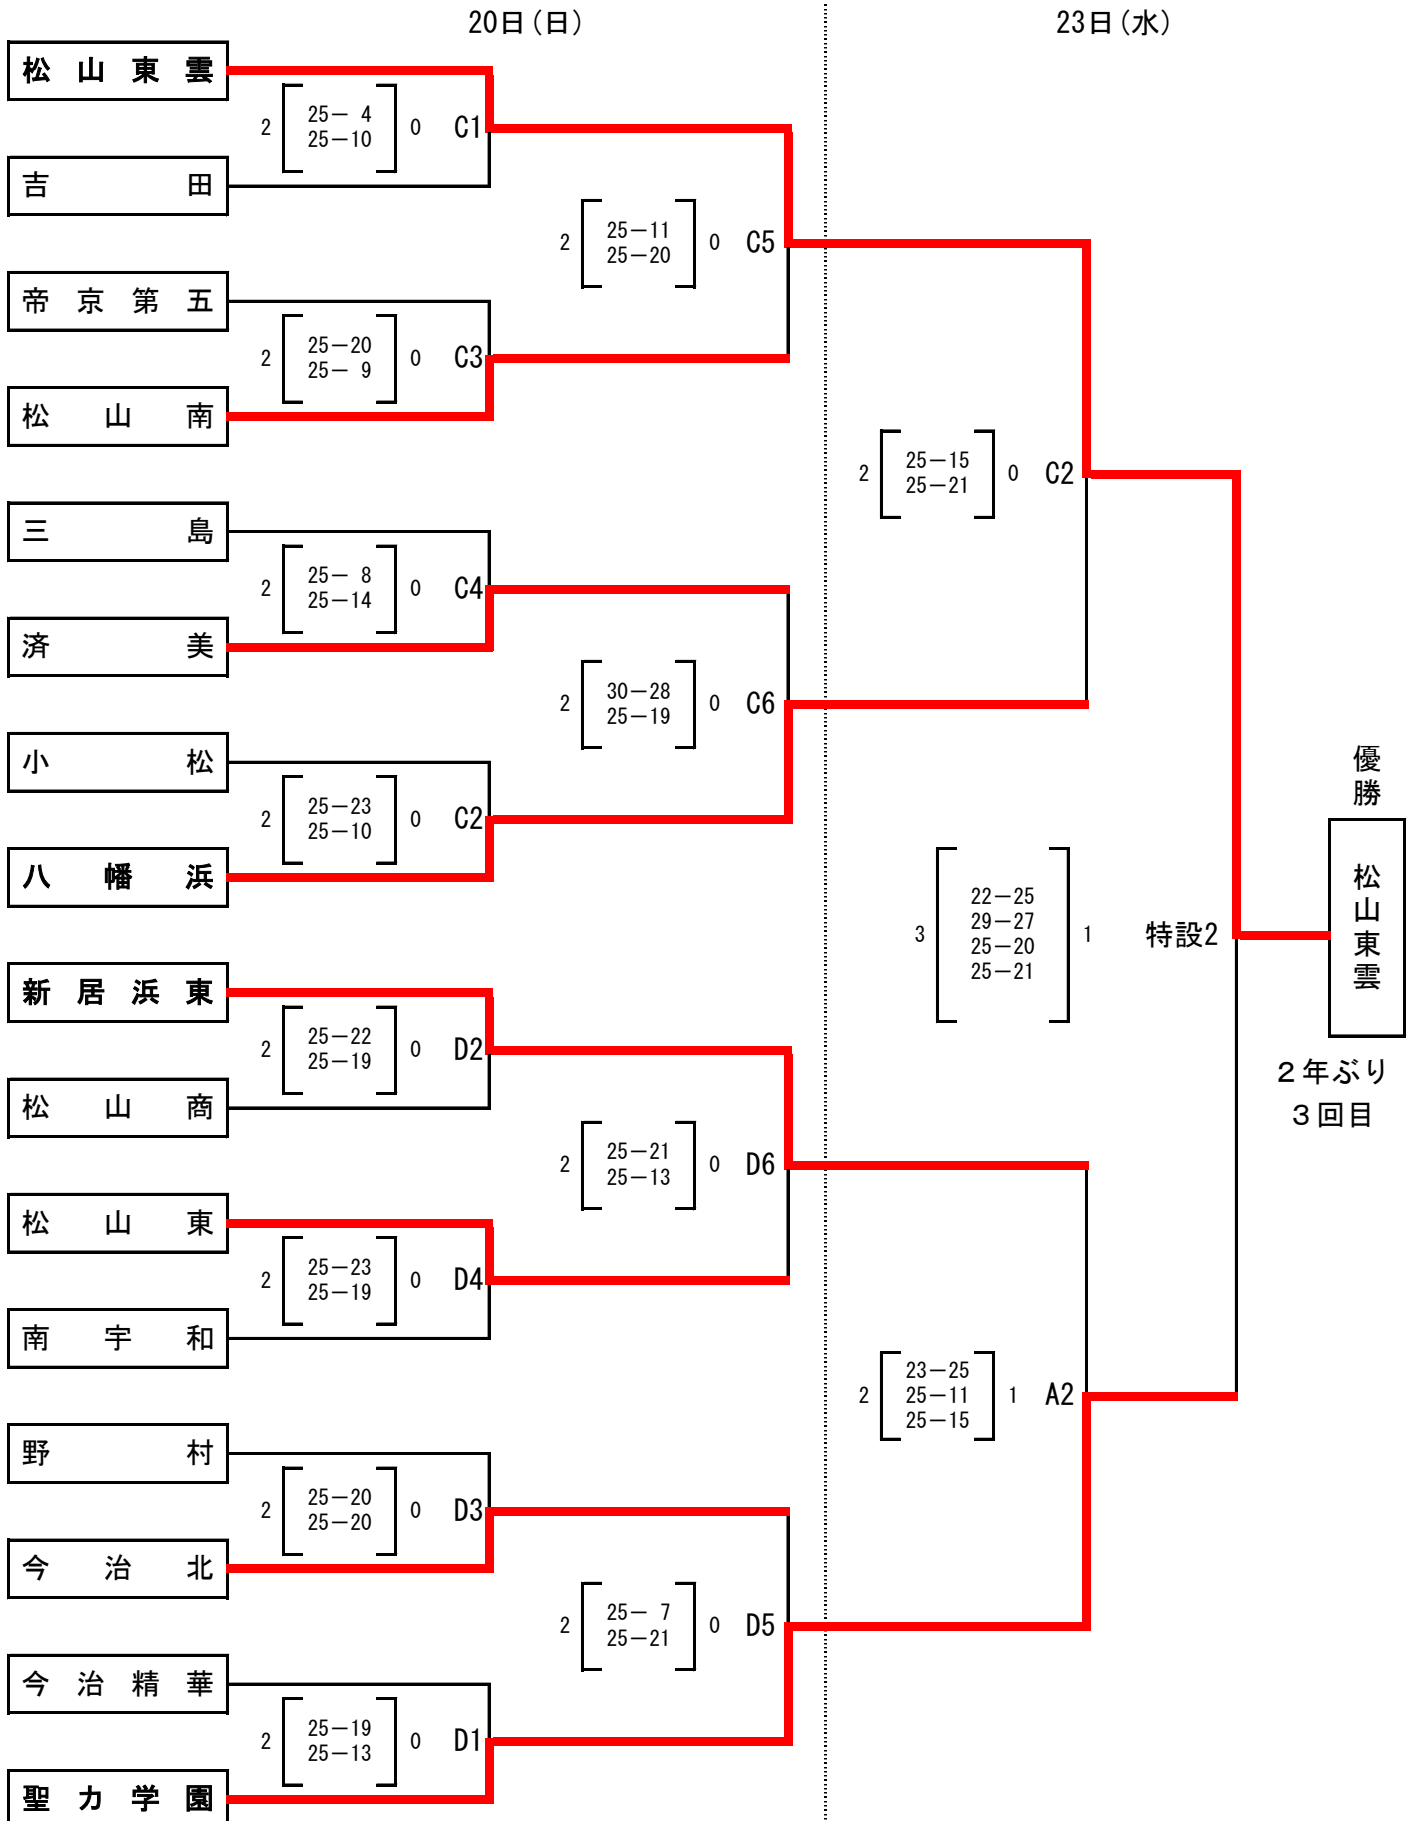 20日(日)
23日(水)
松山東雲
2 25－ 4 0 C1
25－10
吉田
2 25－11 0 C5
25－20
帝京第五
2 25－20 0 C3
25－ 9
松山南
2 25－15 0 C2
25－21
三島
2 25－ 8 0 C4
25－14
済美
2 30－28 0 C6
25－19
小松
2 25－23 0 C2
25－10
八幡浜
優勝
松山東雲
２年ぶり
３回目
3 22－25 1 特設2
29－27
25－20
25－21
新居浜東
2 25－22 0 D2
25－19
松山商
2 25－21 0 D6
25－13
松山東
2 25－23 0 D4
25－19
南宇和
2 23－25 1 A2
25－11
25－15
野村
2 25－20 0 D3
25－20
今治北
2 25－ 7 0 D5
25－21
今治精華
2 25－19 0 D1
25－13
聖カ学園